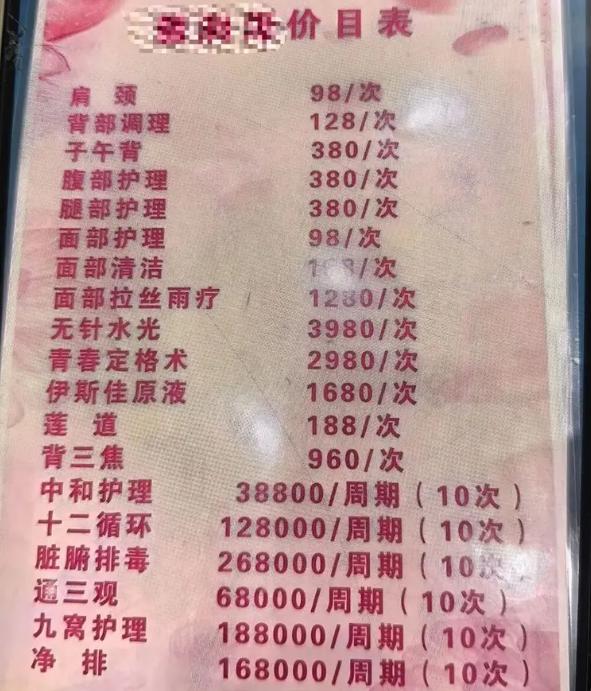 价目表
肩 颈 98/次
背部调理 128/次
子午背 380/次
腹部护理 380/次
腿部护理 380/次
面部护理 98/次
面部清洁 /次
面部拉丝雨疗 1280/次
无针水光 3980/次
青春定格术 2980/次
伊斯佳原液 1680/次
莲 道 188/次
背三焦 960/次
中和护理 38800/周期（10次）
十二循环 128000/周期（10次）
脏腑排毒 268000/周期（10次）
通三观 68000/周期（10次）
九窝护理 188000/周期（10次）
净 排 168000/周期（10次）